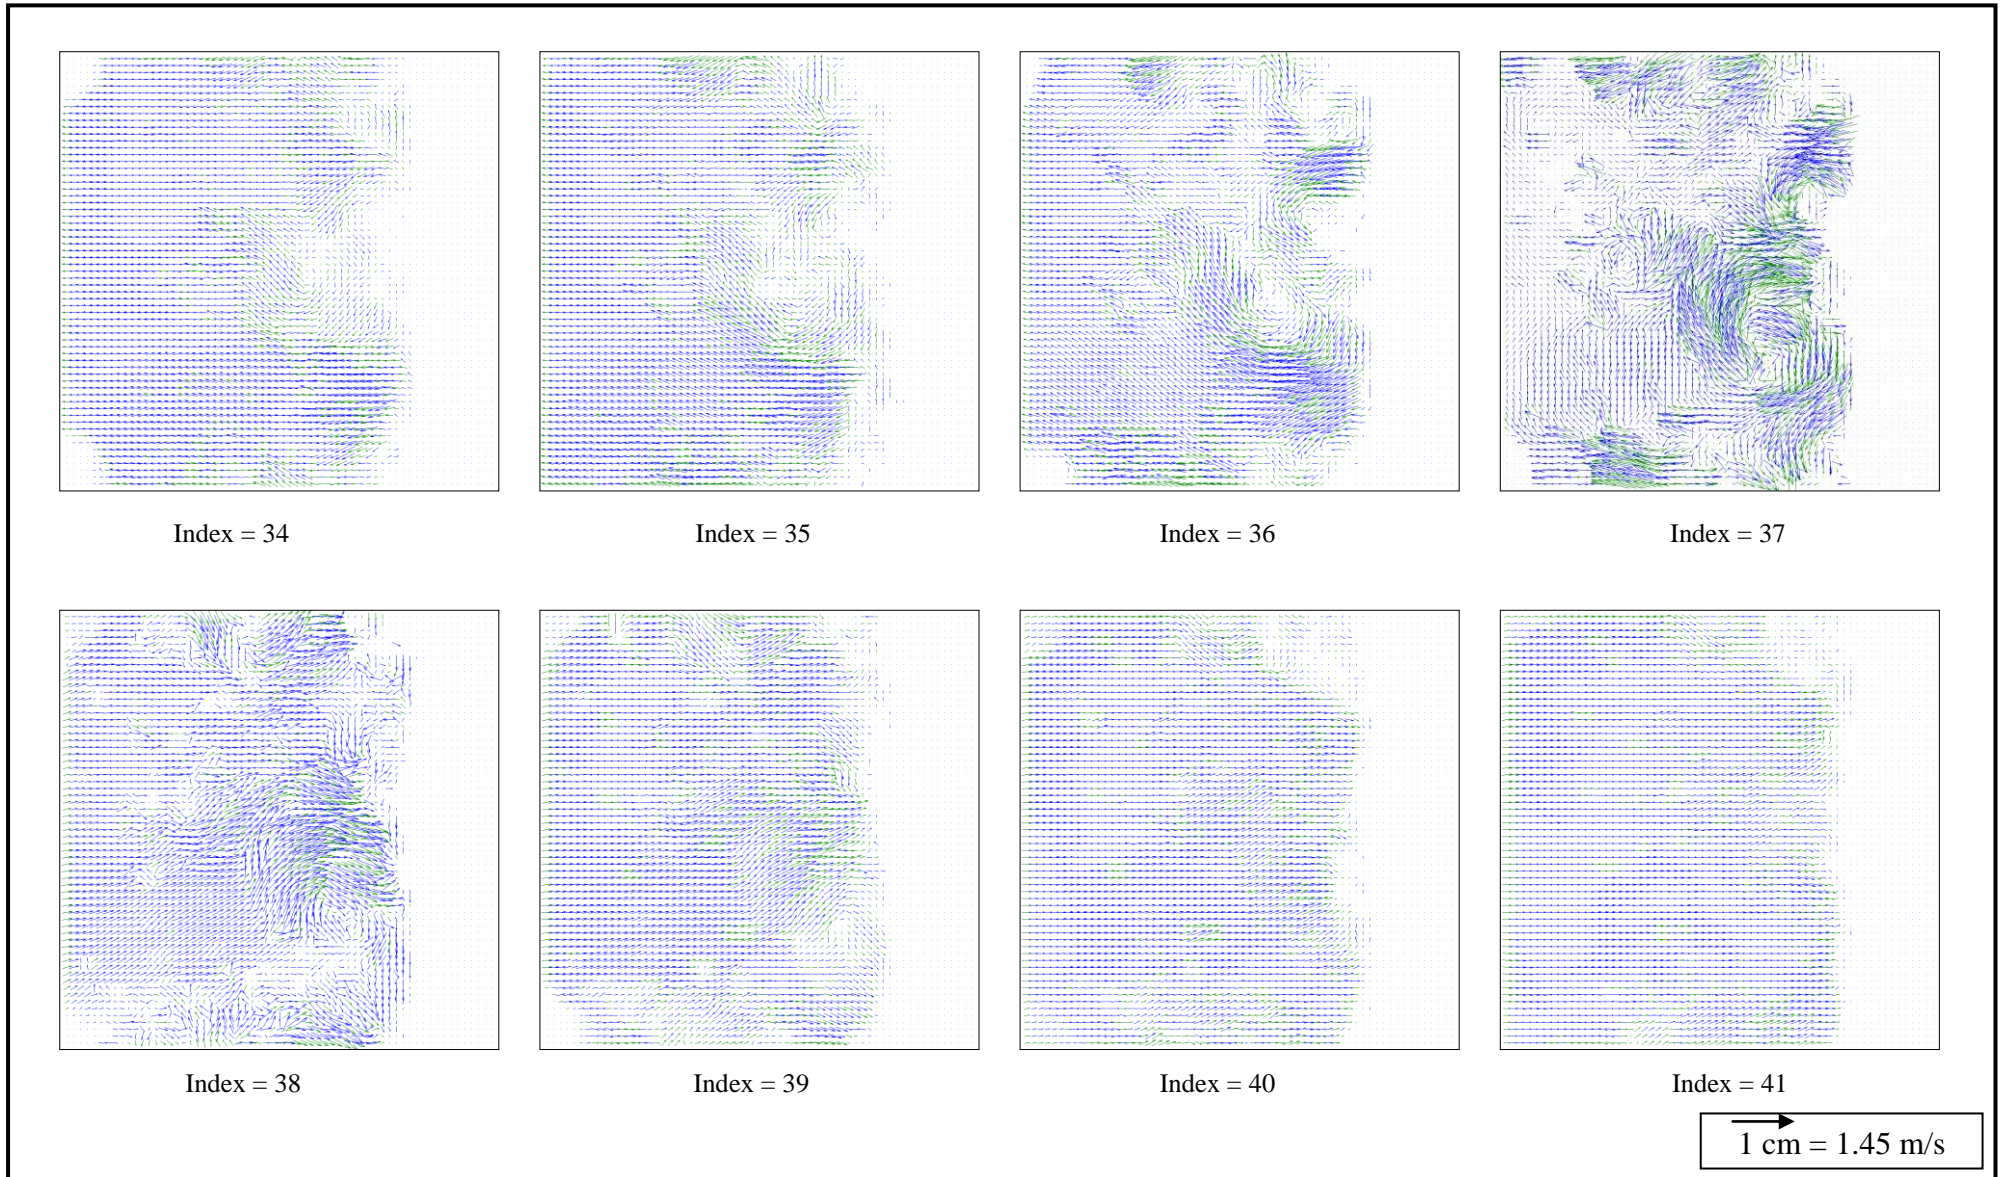 Index = 34
Index = 35
Index = 36
Index = 37
Index = 38
Index = 39
Index = 40
Index = 41
1 cm = 1.45 m/s